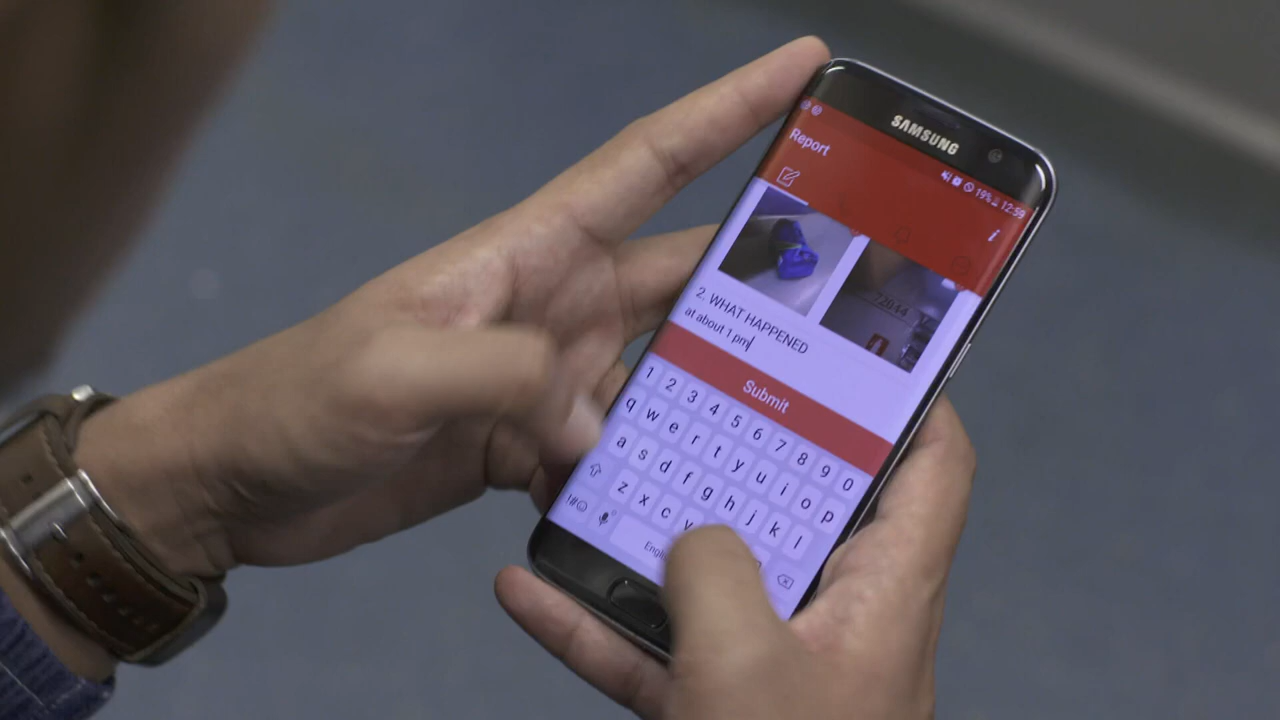 SAMSUNG
19% 12:59
Report
i
72044
2. WHAT HAPPENED
at about 1 pm
Submit
1 2 3 4 5 6 7 8 9 0
q w e r t y u i o p
a s d f g h j k l
z x c v
!#☺